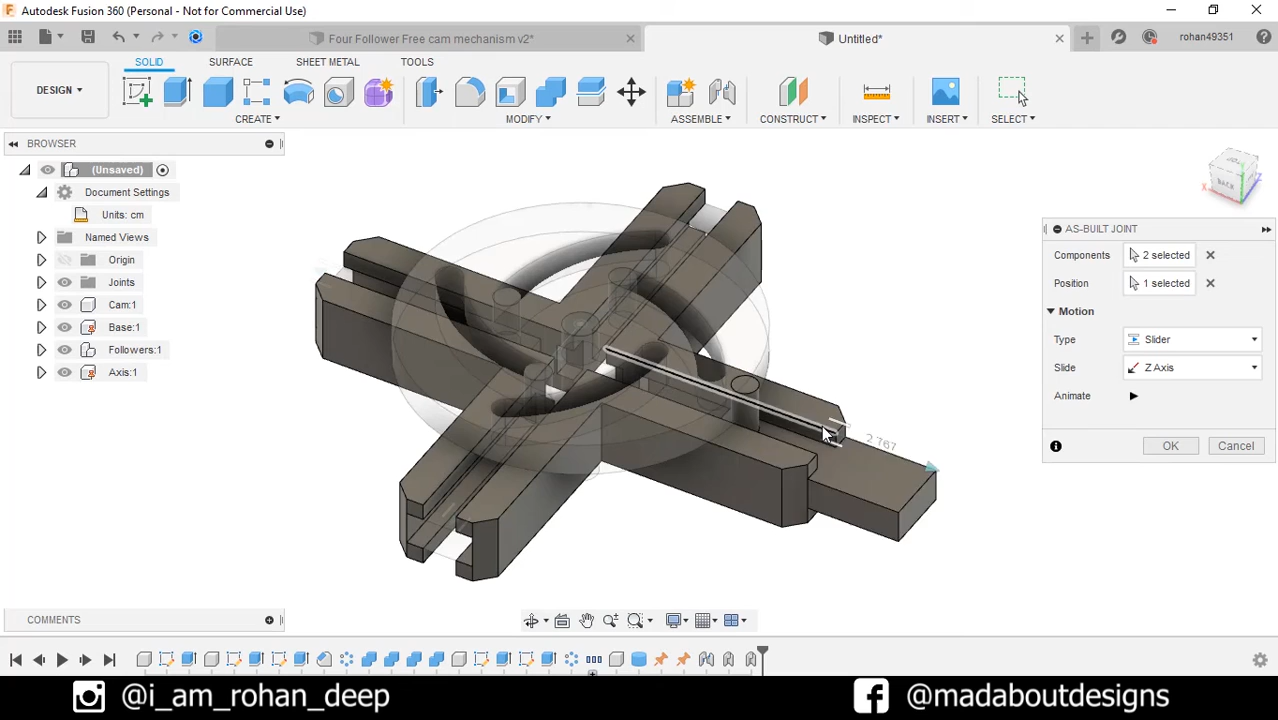 Autodesk Fusion 360 (Personal - Not for Commercial Use)
Four Follower Free cam mechanism v2*
Untitled*
rohan49351
DESIGN
SOLID
SURFACE
SHEET METAL
TOOLS
CREATE
MODIFY
ASSEMBLE
CONSTRUCT
INSPECT
INSERT
SELECT
BROWSER
(Unsaved)
Document Settings
Units: cm
Named Views
Origin
Joints
Cam:1
Base:1
Followers:1
Axis:1
BACK
X
Z
AS-BUILT JOINT
Components
2 selected
Position
1 selected
Motion
Type
Slider
Slide
Z Axis
Animate
OK
Cancel
2.767
COMMENTS
@i_am_rohan_deep
@madaboutdesigns